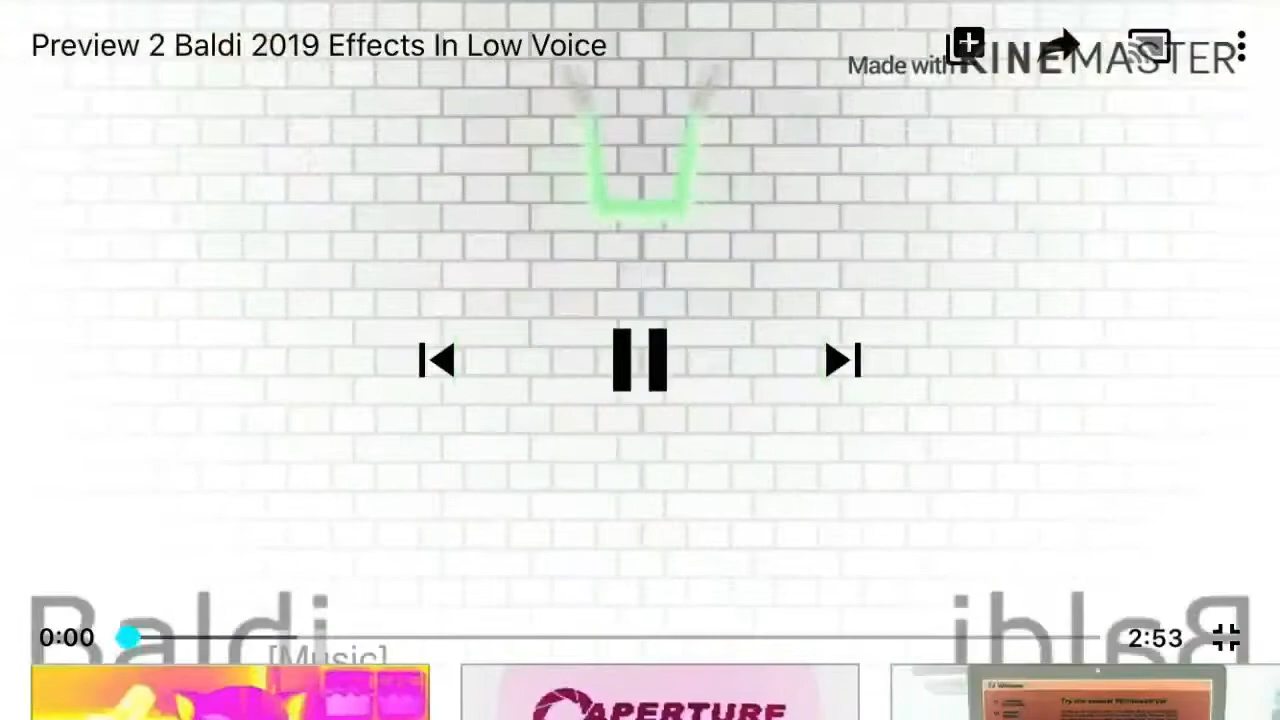 Preview 2 Baldi 2019 Effects In Low Voice
Made with KINEMASTER
Baldi
Baldi
0:00
2:53
[Music]
APERTURE